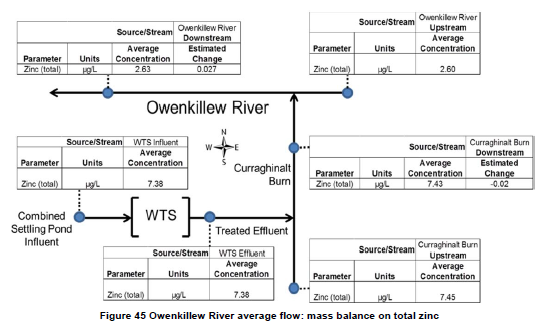 Source/Stream Owenkillew River Downstream
Parameter Units Average Concentration Estimated Change
Zinc (total) µg/L 2.63 0.027
Source/Stream Owenkillew River Upstream
Parameter Units Average Concentration
Zinc (total) µg/L 2.60
Owenkillew River
N
W E
S
Curraghinalt Burn
Source/Stream WTS Influent
Parameter Units Average Concentration
Zinc (total) µg/L 7.38
Source/Stream Curraghinalt Burn Downstream
Parameter Units Average Concentration Estimated Change
Zinc (total) µg/L 7.43 -0.02
Combined Settling Pond Influent
WTS
Treated Effluent
Source/Stream WTS Effluent
Parameter Units Average Concentration
Zinc (total) µg/L 7.38
Source/Stream Curraghinalt Burn Upstream
Parameter Units Average Concentration
Zinc (total) µg/L 7.45
Figure 45 Owenkillew River average flow: mass balance on total zinc